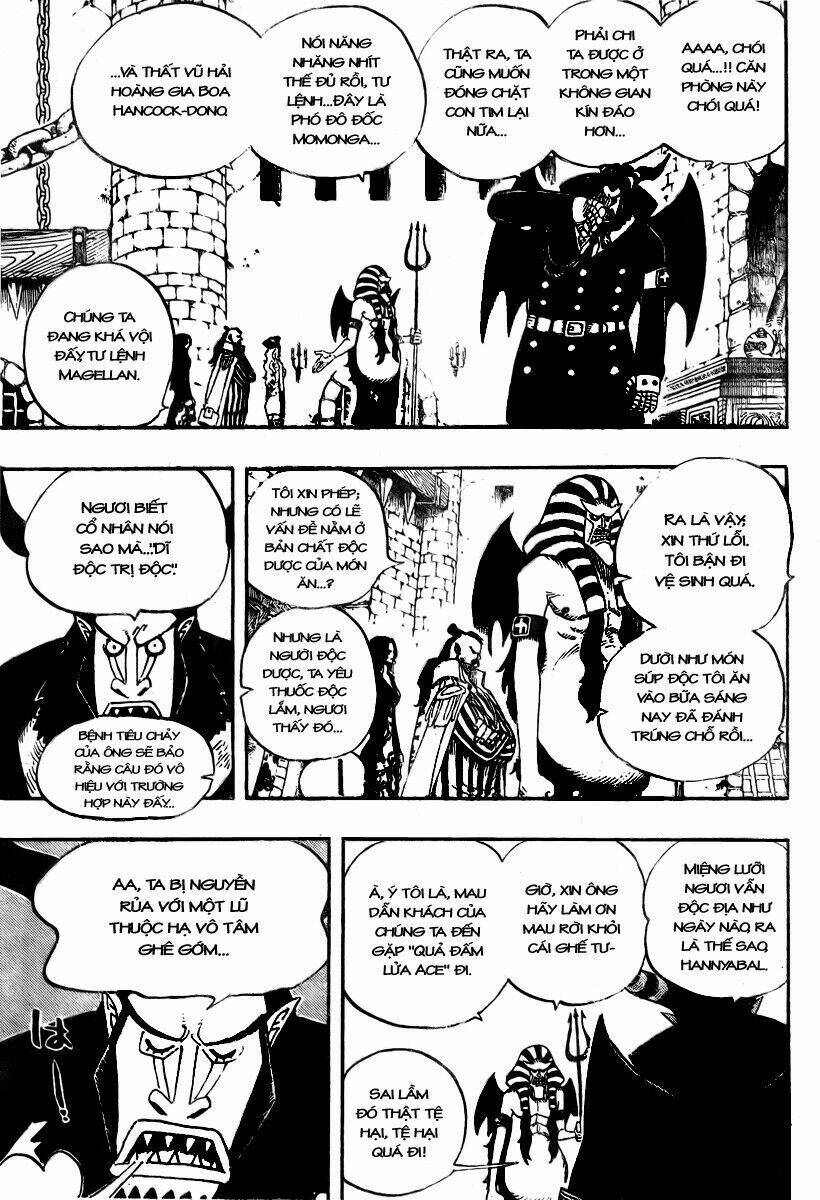 AAAA, CHÓI
QUÁ...!! CĂN
PHÒNG NÀY
CHÓI QUÁ!
PHẢI CHI
TA ĐƯỢC Ở
TRONG MỘT
KHÔNG GIAN
KÍN ĐÁO
HƠN...
THẬT RA, TA
CŨNG MUỐN
ĐÓNG CHẶT
CON TIM LẠI
NỮA...
NÓI NĂNG
NHĂNG NHÍT
THẾ ĐỦ RỒI, TƯ
LỆNH...ĐÂY LÀ
PHÓ ĐÔ ĐỐC
MOMONGA...
...VÀ THẤT VŨ HẢI
HOÀNG GIA BOA
HANCOCK-DONO.
CHÚNG TA
ĐANG KHÁ VỘI
ĐẤY, TƯ LỆNH
MAGELLAN.
RA LÀ VẬY;
XIN THỨ LỖI.
TÔI BẬN ĐI
VỆ SINH QUÁ.
DƯỜI NHƯ MÓN
SÚP ĐỘC TÔI ĂN
VÀO BỮA SÁNG
NAY ĐÃ ĐÁNH
TRÚNG CHỖ RỒI...
TÔI XIN PHÉP;
NHƯNG CÓ LẼ
VẤN ĐỀ NẰM Ở
BẢN CHẤT ĐỘC
DƯỢC CỦA MÓN
ĂN...?
NHƯNG LÀ
NGƯỜI ĐỘC
DƯỢC, TA YÊU
THUỐC ĐỘC
LẮM, NGƯƠI
THẤY ĐÓ...
NGƯƠI BIẾT
CỔ NHÂN NÓI
SAO MÀ..."DĨ
ĐỘC TRỊ ĐỘC".
BỆNH TIÊU CHẢY
CỦA ÔNG SẼ BẢO
RẰNG CÂU ĐÓ VÔ
HIỆU VỚI TRƯỜNG
HỢP NÀY ĐẤY...
MIỆNG LƯỠI
NGƯƠI VẪN
ĐỘC ĐỊA NHƯ
NGÀY NÀO, RA
LÀ THẾ SAO,
HANNYABAL.
GIỜ, XIN ÔNG
HÃY LÀM ƠN
MAU RỜI KHỎI
CÁI GHẾ TƯ-
À, Ý TÔI LÀ, MAU
DẪN KHÁCH CỦA
CHÚNG TA ĐẾN
GẶP "QUẢ ĐẤM
LỬA ACE" ĐI.
SAI LẦM
ĐÓ THẬT TỆ
HẠI, TỆ HẠI
QUÁ ĐI!
AA, TA BỊ NGUYỀN
RỦA VỚI MỘT LŨ
THUỘC HẠ VÔ TÂM
GHÊ GỚM...
はー!